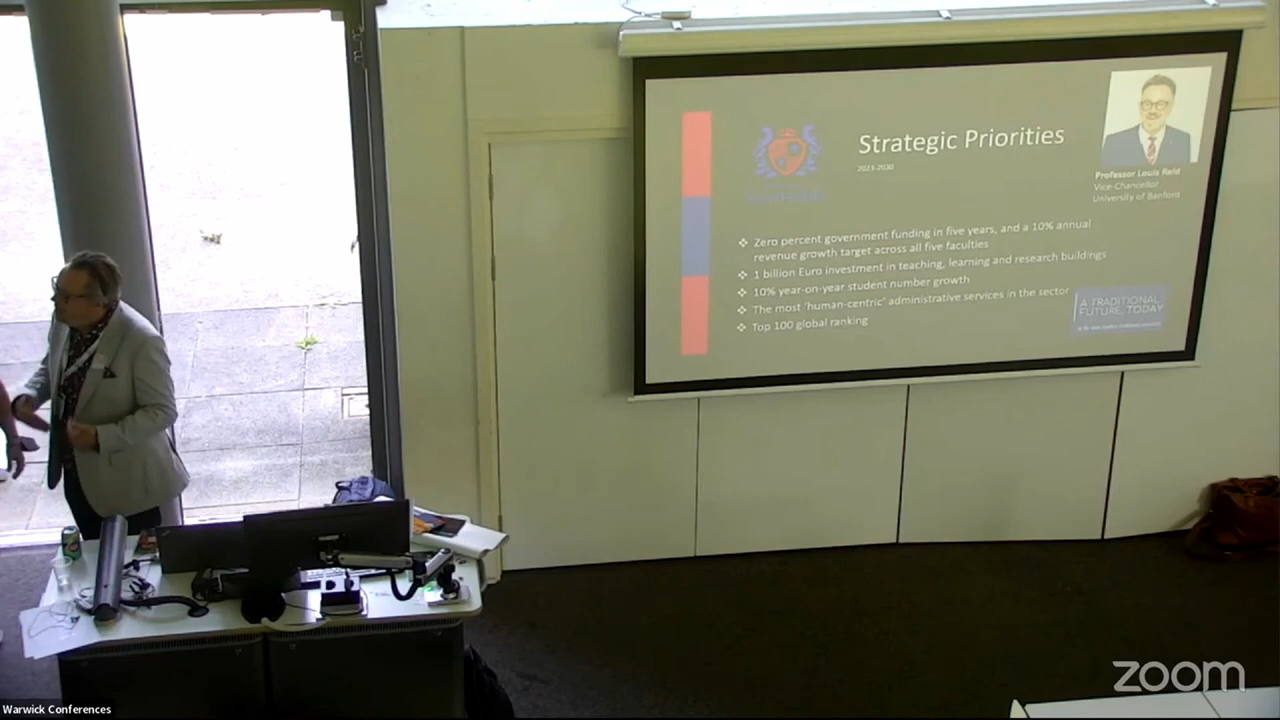 Strategic Priorities
Professor Louis Reid
Vice-Chancellor
University of Banford
Zero percent government funding in five years, and a 10% annual
revenue growth target across all five faculties
1 billion Euro investment in teaching, learning and research buildings
10% year-on-year student number growth
The most 'human-centric' administrative services in the sector
Top 100 global ranking
A TRADITIONAL
FUTURE, TODAY
zoom
Warwick Conferences